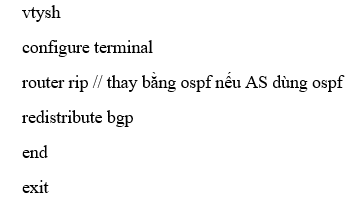 vtysh
configure terminal
router rip // thay bằng ospf nếu AS dùng ospf
redistribute bgp
end
exit